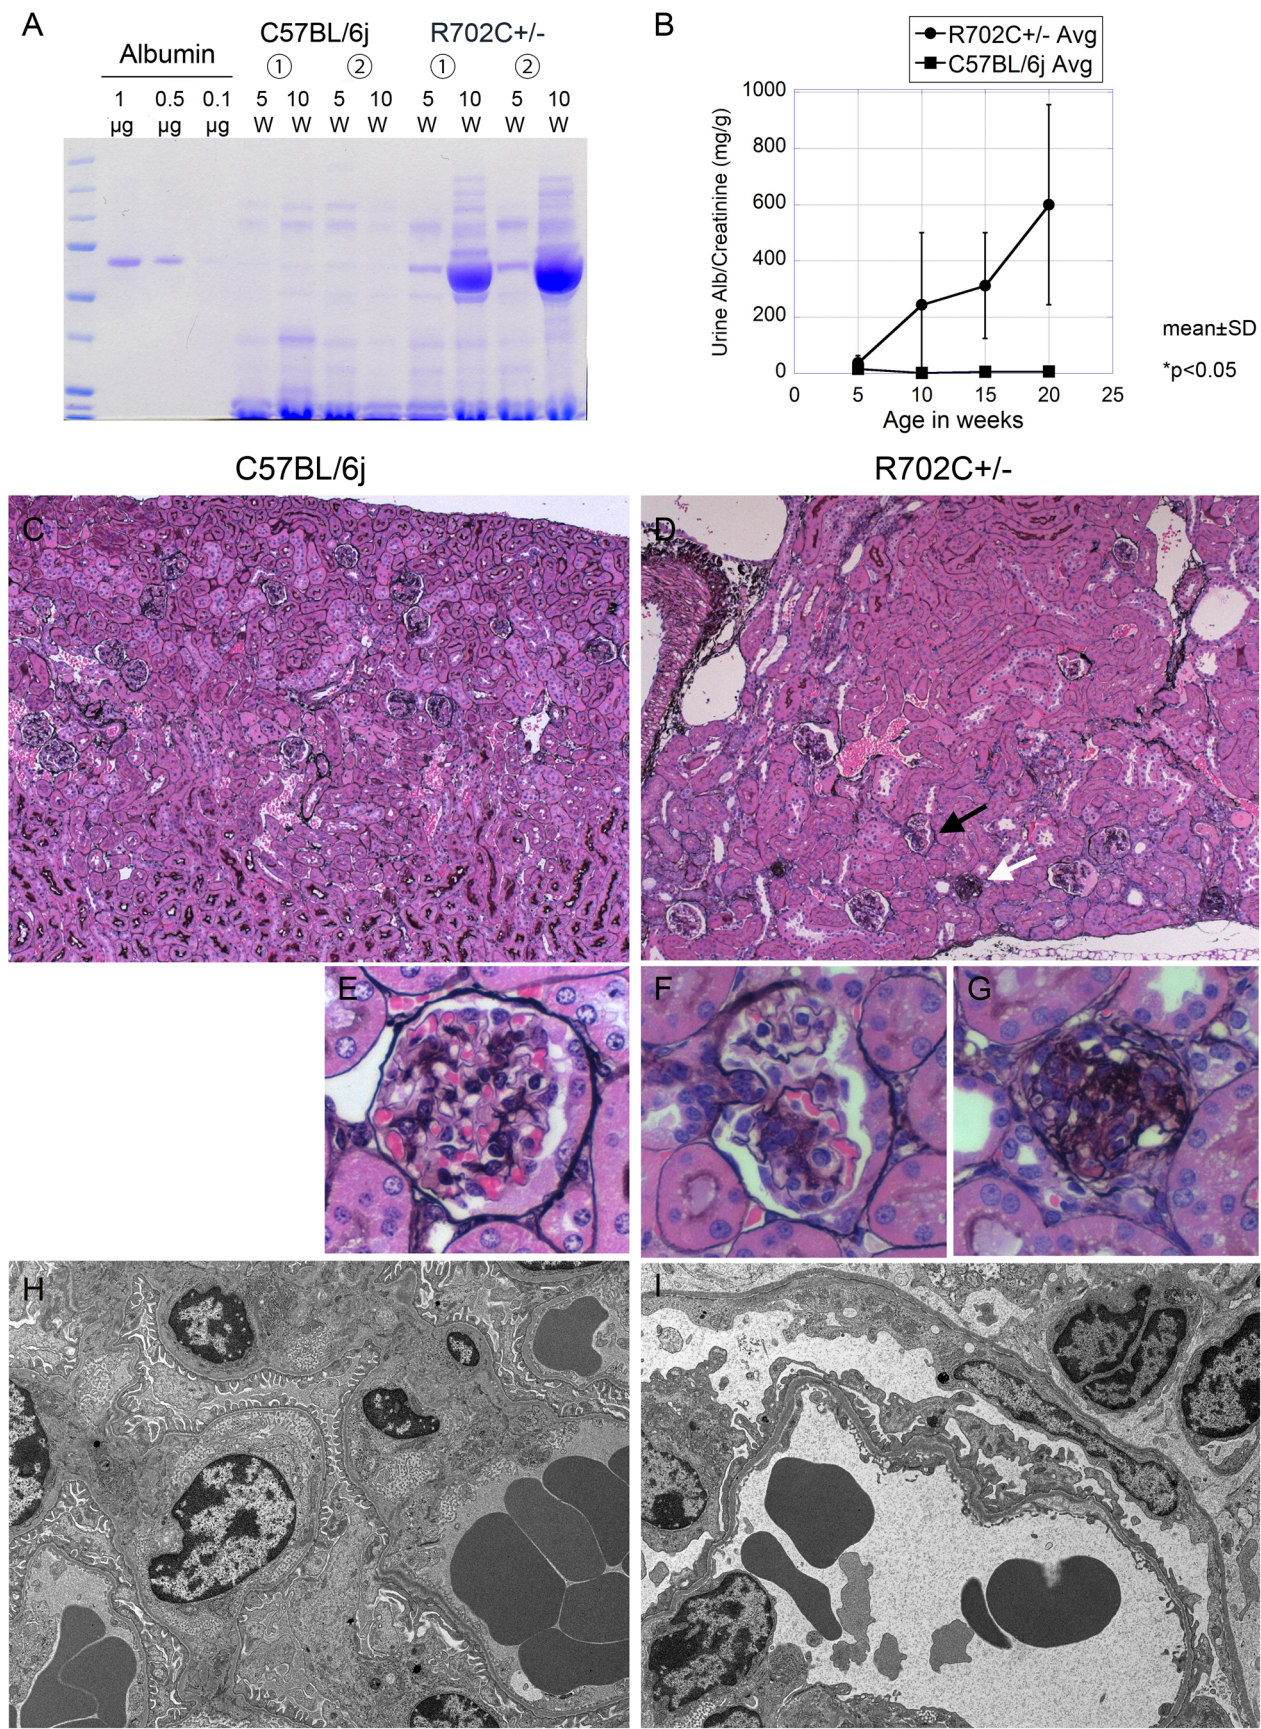 A
C57BL/6j
R702C+/-
Albumin
① ② ① ②
1 0.5 0.1 5 10 5 10 5 10 5 10
µg µg µg W W W W W W W W
B
R702C+/- Avg
C57BL/6j Avg
Urine Alb/Creatinine (mg/g)
1000
800
600
400
200
0
0 5 10 15 20 25
Age in weeks
mean±SD
*p<0.05
C57BL/6j
R702C+/-
C
D
E
F
G
H
I